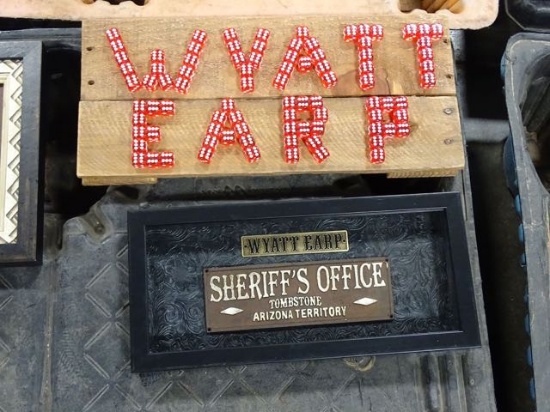 WYATT
EARP
WYATT EARP
SHERIFF'S OFFICE
TOMBSTONE
ARIZONA TERRITORY